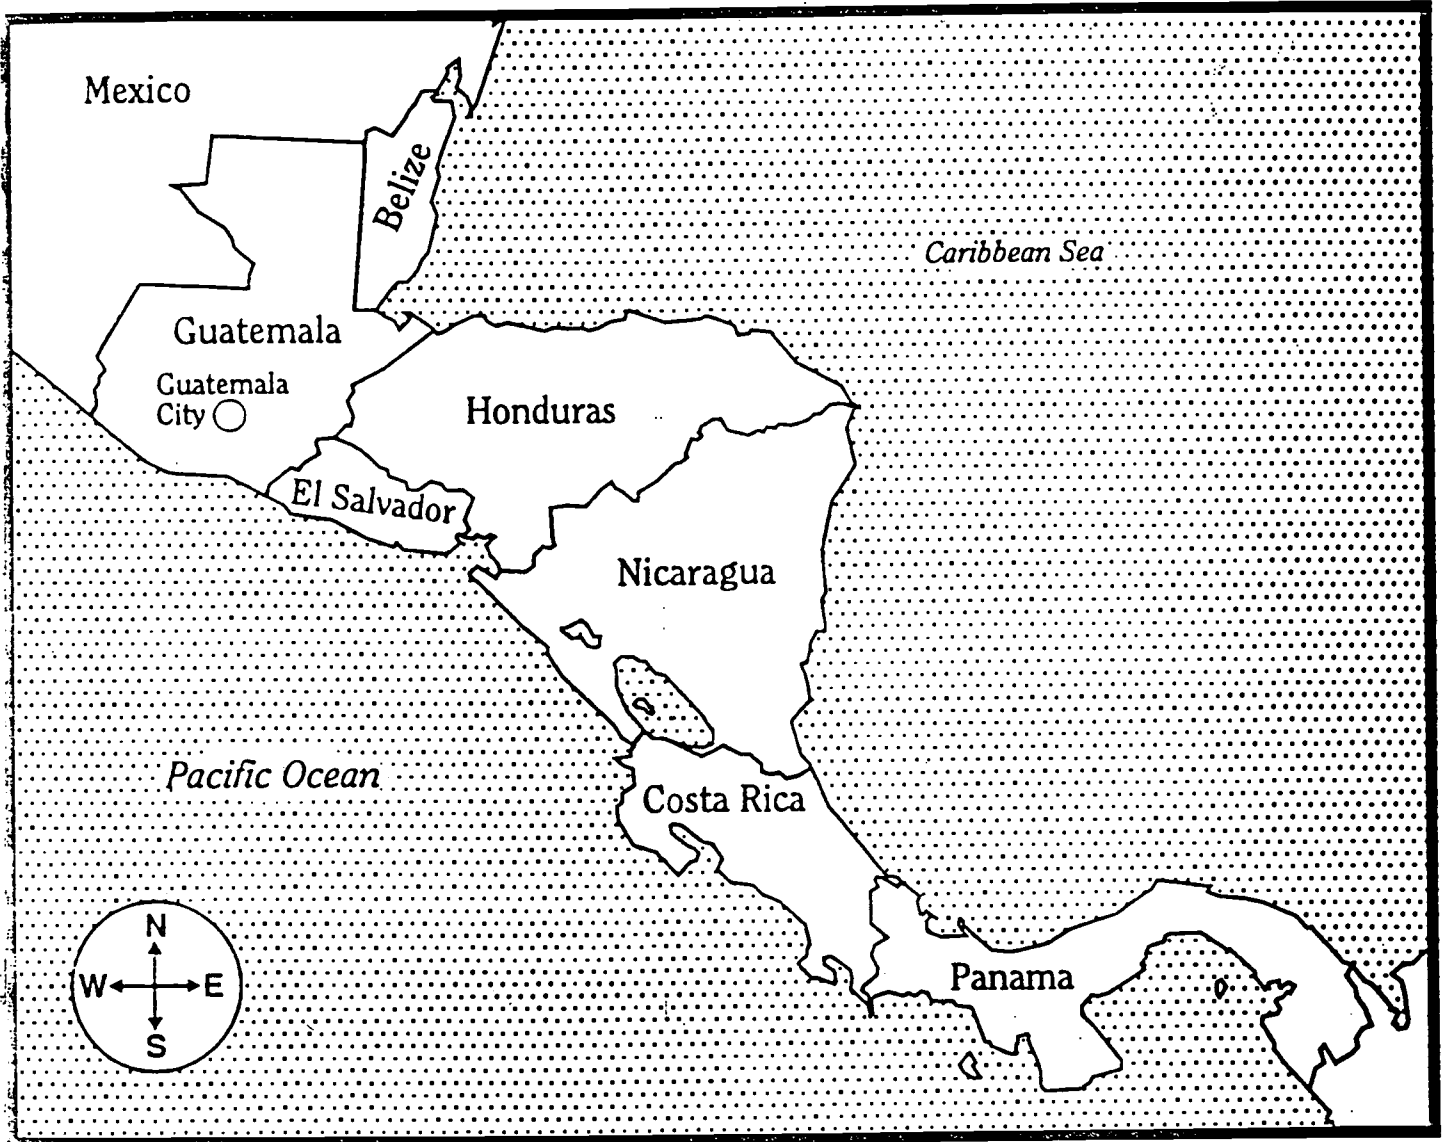 Mexico
Belize
Caribbean Sea
Guatemala
Guatemala
City
Honduras
El Salvador
Nicaragua
Pacific Ocean
Costa Rica
N
W
E
S
Panama